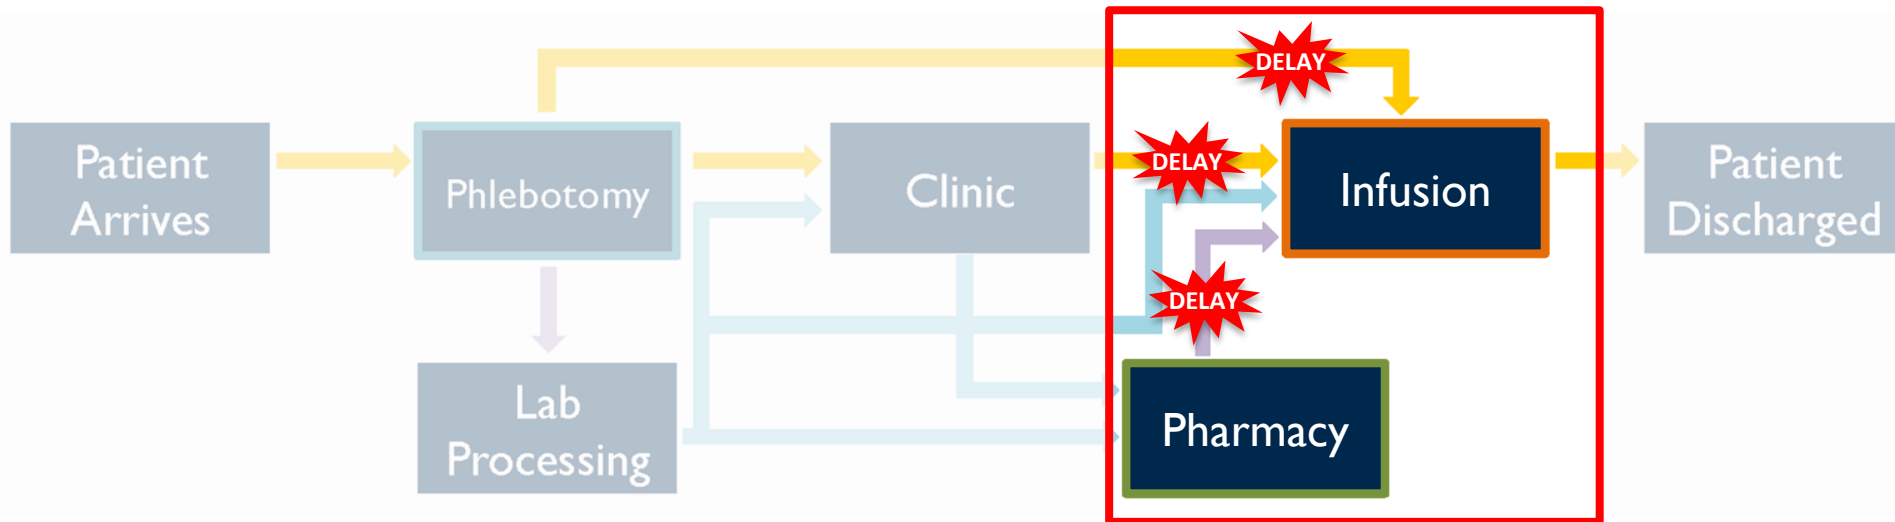 DELAY
Patient
Arrives
Phlebotomy
Clinic
DELAY
Infusion
Patient
Discharged
DELAY
Lab
Processing
Pharmacy